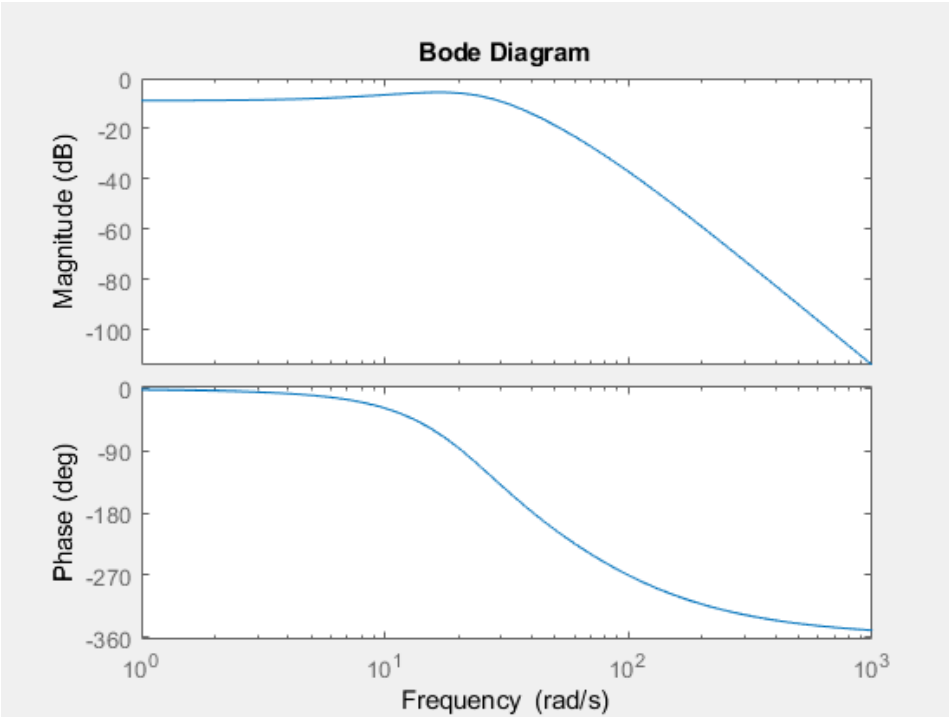 Bode Diagram
0
-20
-40
-60
-80
-100
Magnitude (dB)
0
-90
-180
-270
-360
Phase (deg)
10^0 10^1 10^2 10^3
Frequency (rad/s)